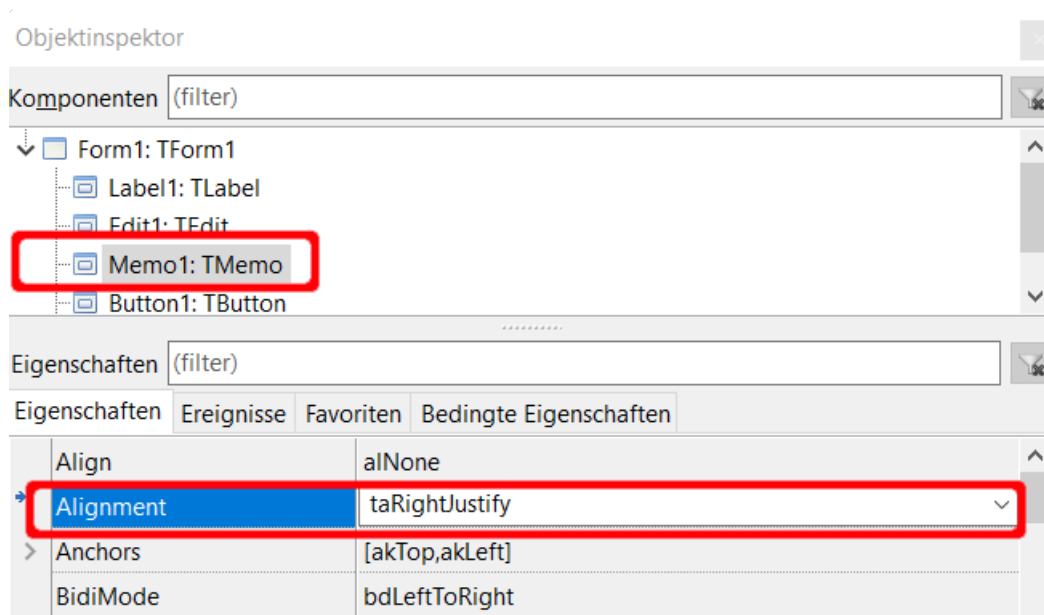 Objektinspektor
Komponenten (filter)
Form1: TForm1
Label1: TLabel
Edit1: TEdit
Memo1: TMemo
Button1: TButton
Eigenschaften (filter)
Eigenschaften Ereignisse Favoriten Bedingte Eigenschaften
Align alNone
Alignment taRightJustify
Anchors [akTop,akLeft]
BidiMode bdLeftToRight